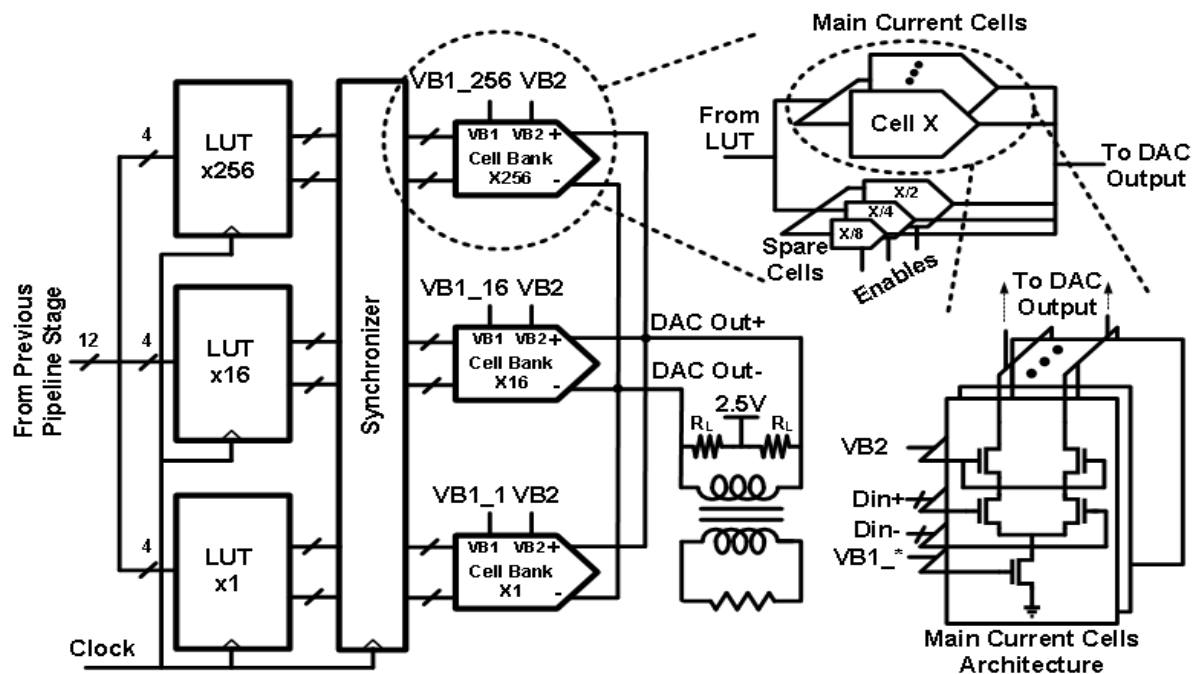 Main Current Cells
VB1_256 VB2
4
LUT
x256
VB1 VB2 +
Cell Bank
X256
-
From
LUT
Cell X
To DAC
Output
X/2
X/4
X/8
Spare
Cells
Enables
From Previous
Pipeline Stage
12
4
LUT
x16
Synchronizer
VB1_16 VB2
VB1 VB2 +
Cell Bank
X16
-
DAC Out+
DAC Out-
2.5V
RL
RL
To DAC
Output
VB2
Din+
Din-
VB1_*
4
LUT
x1
VB1_1 VB2
VB1 VB2 +
Cell Bank
X1
-
Clock
Main Current Cells
Architecture